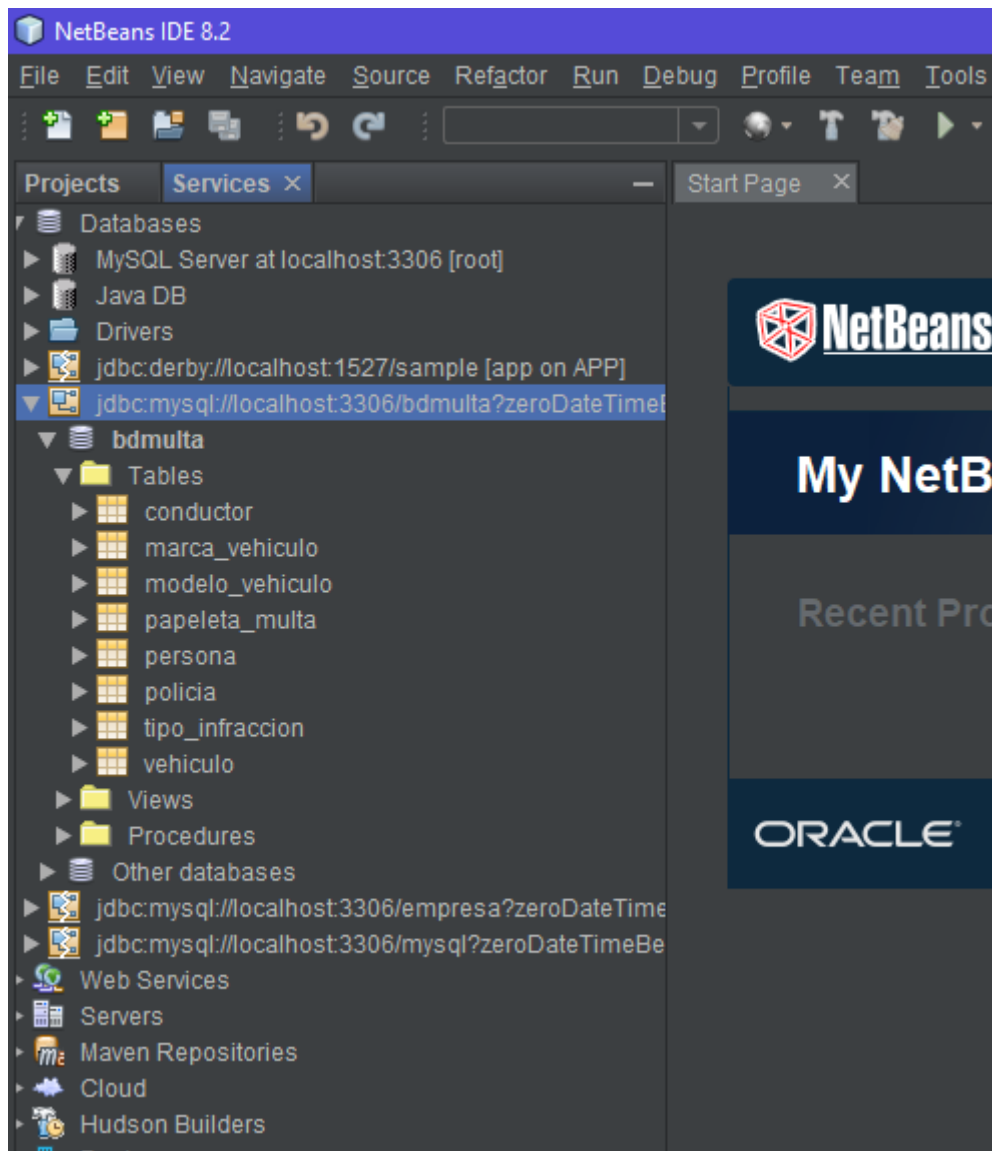 NetBeans IDE 8.2
File Edit View Navigate Source Refactor Run Debug Profile Team Tools
Projects Services Start Page
Databases
MySQL Server at localhost:3306 [root]
Java DB
Drivers
jdbc:derby://localhost:1527/sample [app on APP]
jdbc:mysql://localhost:3306/bdmulta?zeroDateTimeB
bdmulta
Tables
conductor
marca_vehiculo
modelo_vehiculo
papeleta_multa
persona
policia
tipo_infraccion
vehiculo
Views
Procedures
Other databases
jdbc:mysql://localhost:3306/empresa?zeroDateTime
jdbc:mysql://localhost:3306/mysql?zeroDateTimeBe
Web Services
Servers
Maven Repositories
Cloud
Hudson Builders
NetBeans
My NetB
Recent Pro
ORACLE